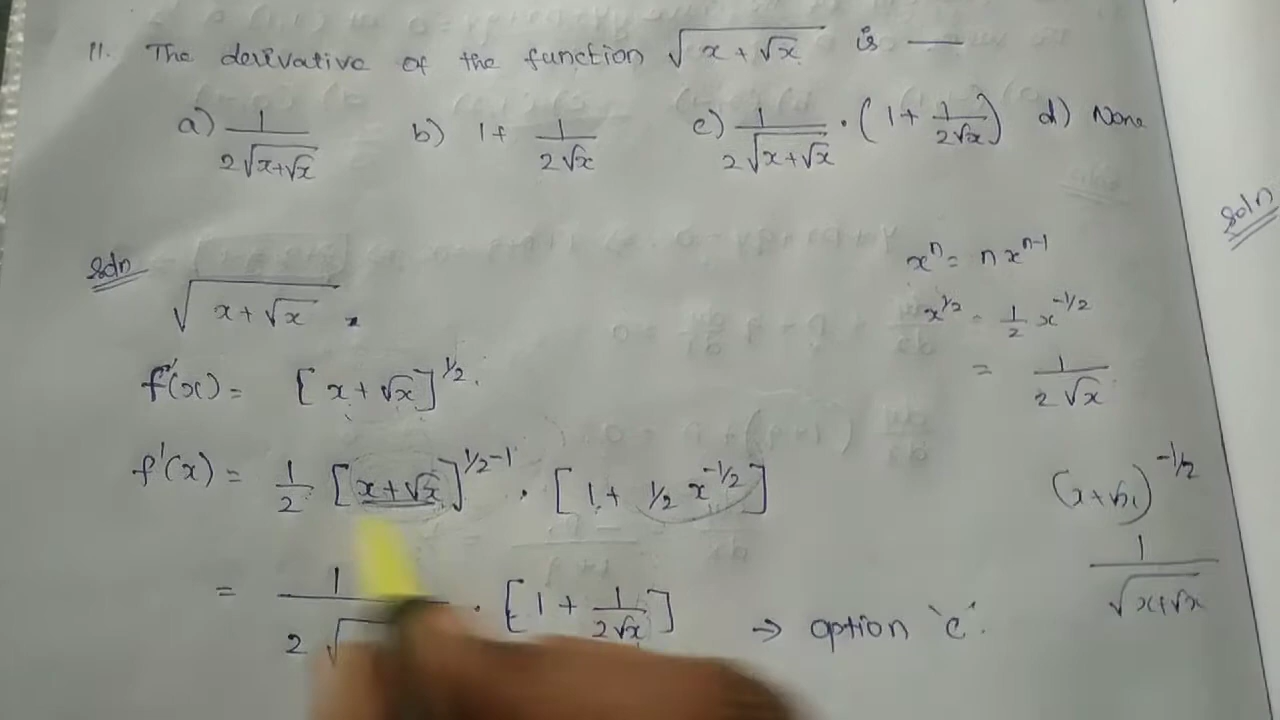 11. The derivative of the function √(x + √x) is —
a) 1/(2√(x+√x)) b) 1 + 1/(2√x) c) 1/(2√(x+√x)) · (1 + 1/(2√x)) d) None
Soln
Soln
√(x + √x).
xⁿ = n xⁿ⁻¹
x^(1/2) = 1/2 x^(-1/2)
= 1/(2√x)
f'(x) = [x + √x]^(1/2).
f'(x) = 1/2 [x + √x]^(1/2 - 1) · [1 + 1/2 x^(-1/2)]
(x + √x)^(-1/2)
1/√(x+√x)
= 1/(2√ · [1 + 1/(2√x)] → option 'c'.